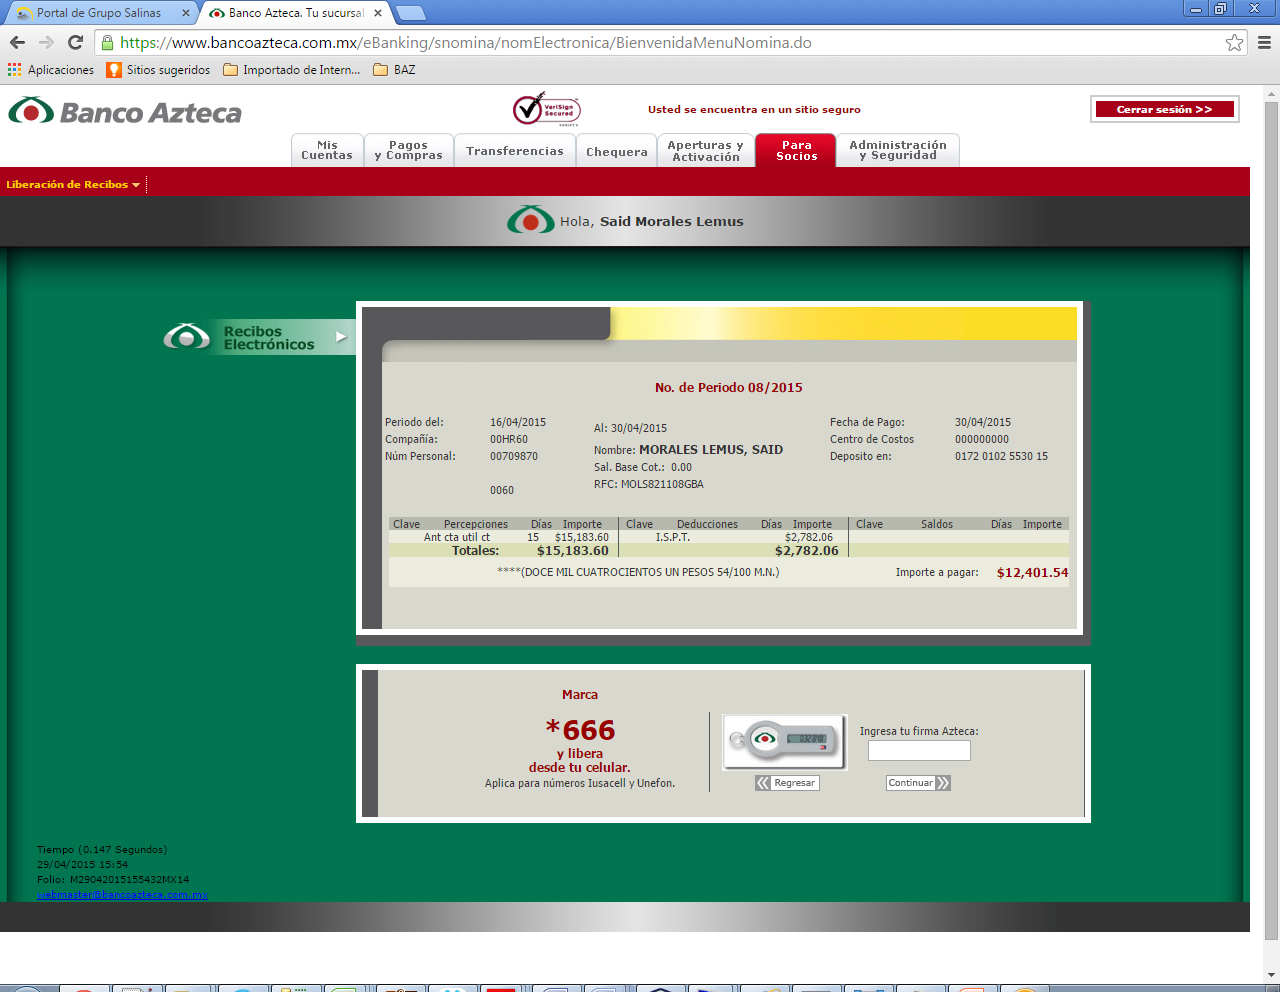 Portal de Grupo Salinas
Banco Azteca. Tu sucursal
https://www.bancoazteca.com.mx/eBanking/snomina/nomElectronica/BienvenidaMenuNomina.do
Aplicaciones Sitios sugeridos Importado de Intern... BAZ
Banco Azteca
VeriSign Secured
VERIFY
Usted se encuentra en un sitio seguro
Cerrar sesión >>
Mis Cuentas
Pagos y Compras
Transferencias
Chequera
Aperturas y Activación
Para Socios
Administración y Seguridad
Liberación de Recibos
Hola, Said Morales Lemus
Recibos
Electrónicos
No. de Periodo 08/2015
Periodo del: 16/04/2015 Al: 30/04/2015 Fecha de Pago: 30/04/2015
Compañía: 00HR60 Nombre: MORALES LEMUS, SAID Centro de Costos 000000000
Núm Personal: 00709870 Sal. Base Cot.: 0.00 Deposito en: 0172 0102 5530 15
0060 RFC: MOLS821108GBA
Clave Percepciones Días Importe Clave Deducciones Días Importe Clave Saldos Días Importe
Ant cta util ct 15 $15,183.60 I.S.P.T. $2,782.06
Totales: $15,183.60 $2,782.06
****(DOCE MIL CUATROCIENTOS UN PESOS 54/100 M.N.) Importe a pagar: $12,401.54
Marca
*666
y libera
desde tu celular.
Aplica para números Iusacell y Unefon.
Ingresa tu firma Azteca:
Regresar
Continuar
Tiempo (0.147 Segundos)
29/04/2015 15:54
Folio: M29042015155432MX14
webmaster@bancoazteca.com.mx